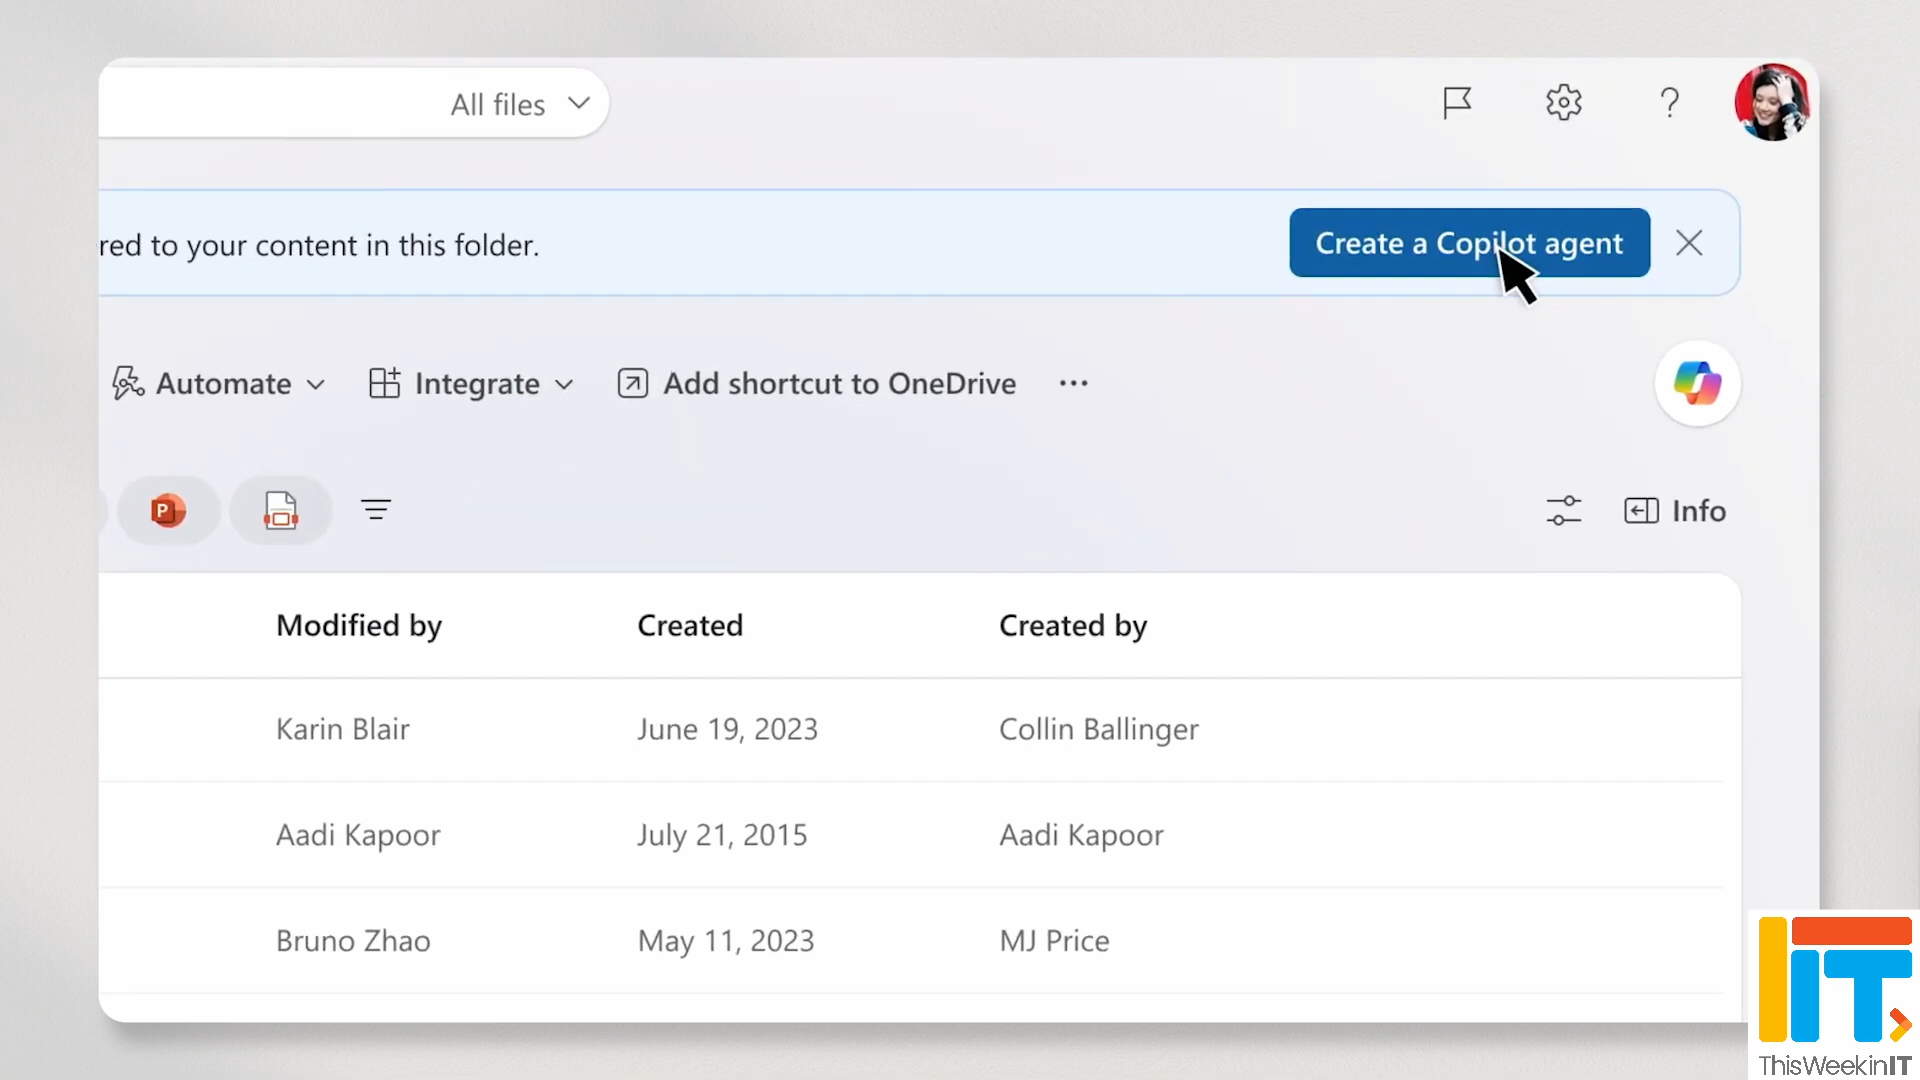 All files
?
red to your content in this folder.
Create a Copilot agent
Automate
Integrate
Add shortcut to OneDrive
...
P
Info
Modified by Created Created by
Karin Blair June 19, 2023 Collin Ballinger
Aadi Kapoor July 21, 2015 Aadi Kapoor
Bruno Zhao May 11, 2023 MJ Price
IIT
ThisWeekinIT